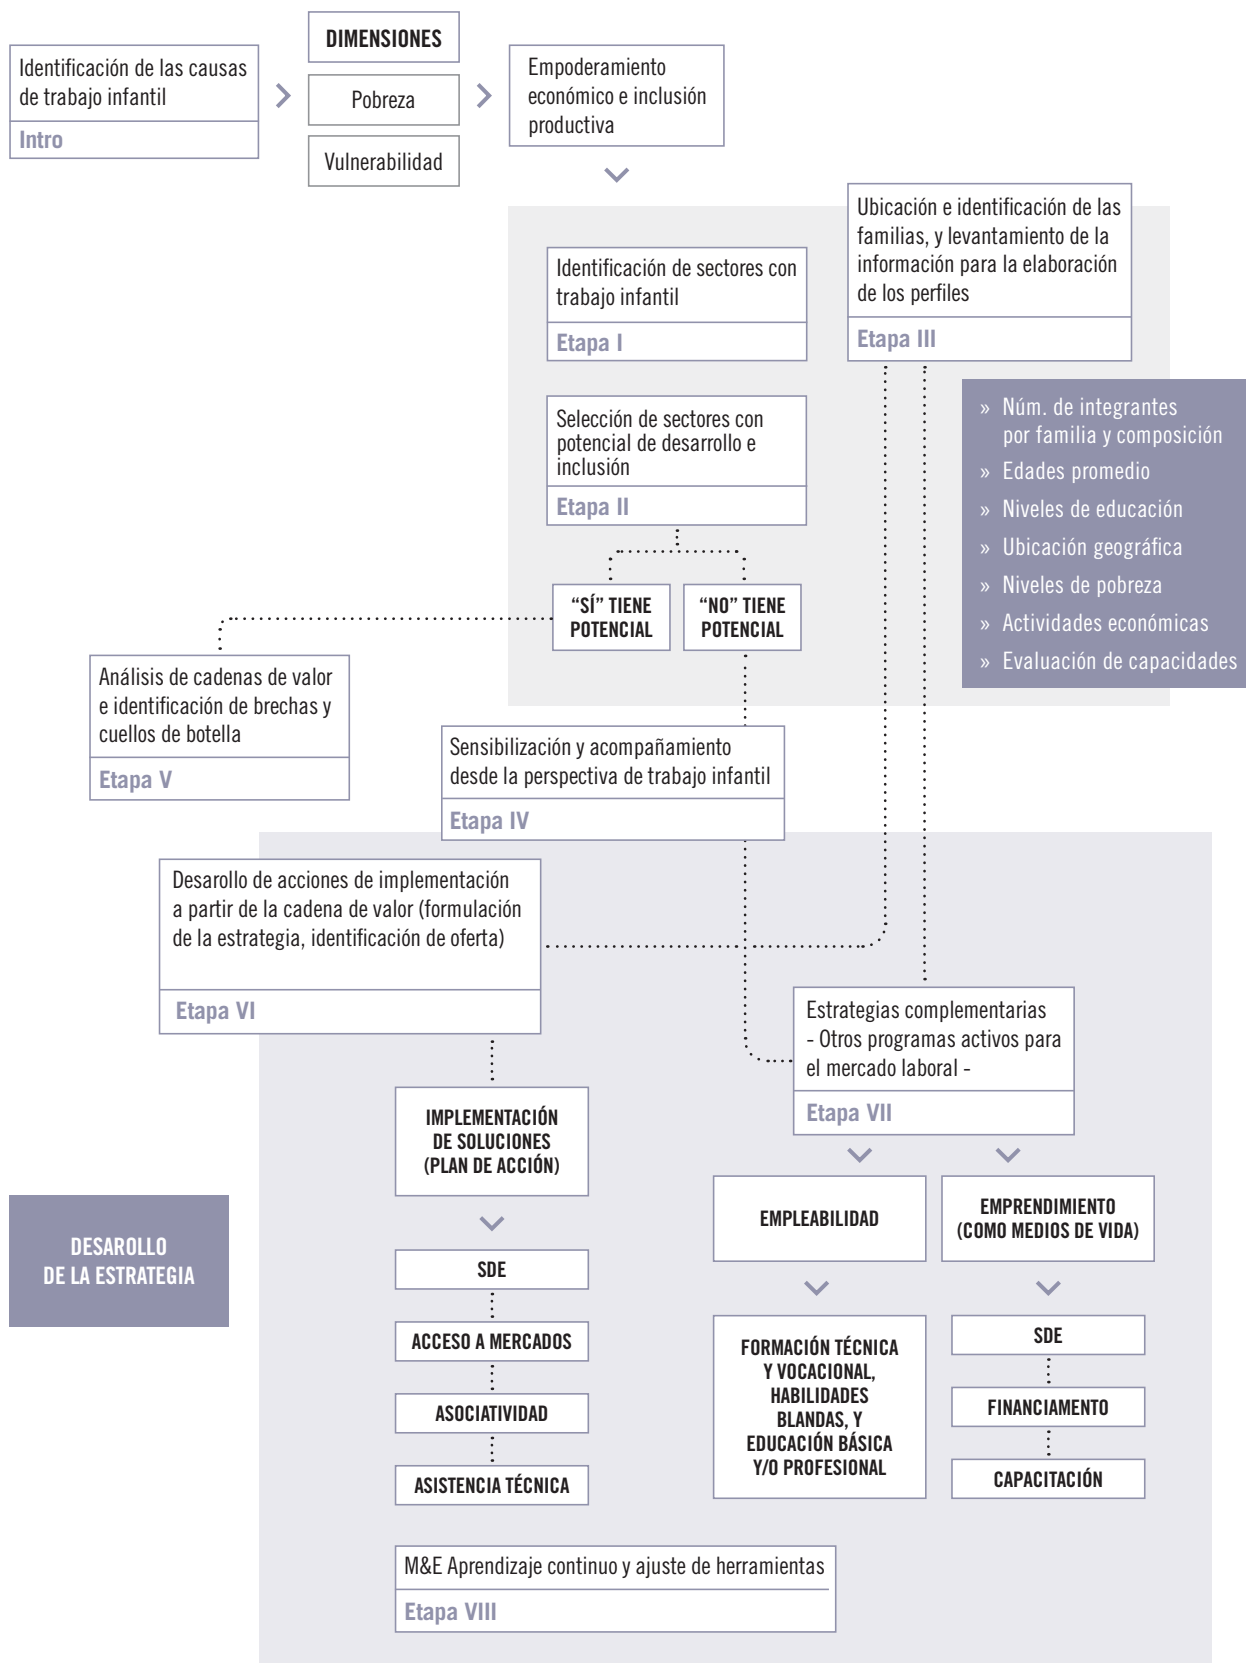 Identificación de las causas
de trabajo infantil
Intro
DIMENSIONES
Pobreza
Vulnerabilidad
Empoderamiento
económico e inclusión
productiva
Identificación de sectores con
trabajo infantil
Etapa I
Ubicación e identificación de las
familias, y levantamiento de la
información para la elaboración
de los perfiles
Etapa III
Selección de sectores con
potencial de desarrollo e
inclusión
Etapa II
» Núm. de integrantes
por familia y composición
» Edades promedio
» Niveles de educación
» Ubicación geográfica
» Niveles de pobreza
» Actividades económicas
» Evaluación de capacidades
“SÍ” TIENE
POTENCIAL
“NO” TIENE
POTENCIAL
Análisis de cadenas de valor
e identificación de brechas y
cuellos de botella
Etapa V
Sensibilización y acompañamiento
desde la perspectiva de trabajo infantil
Etapa IV
Desarollo de acciones de implementación
a partir de la cadena de valor (formulación
de la estrategia, identificación de oferta)
Etapa VI
Estrategias complementarias
- Otros programas activos para
el mercado laboral -
Etapa VII
IMPLEMENTACIÓN
DE SOLUCIONES
(PLAN DE ACCIÓN)
SDE
ACCESO A MERCADOS
ASOCIATIVIDAD
ASISTENCIA TÉCNICA
EMPLEABILIDAD
FORMACIÓN TÉCNICA
Y VOCACIONAL,
HABILIDADES
BLANDAS, Y
EDUCACIÓN BÁSICA
Y/O PROFESIONAL
EMPRENDIMIENTO
(COMO MEDIOS DE VIDA)
SDE
FINANCIAMENTO
CAPACITACIÓN
DESAROLLO
DE LA ESTRATEGIA
M&E Aprendizaje continuo y ajuste de herramientas
Etapa VIII